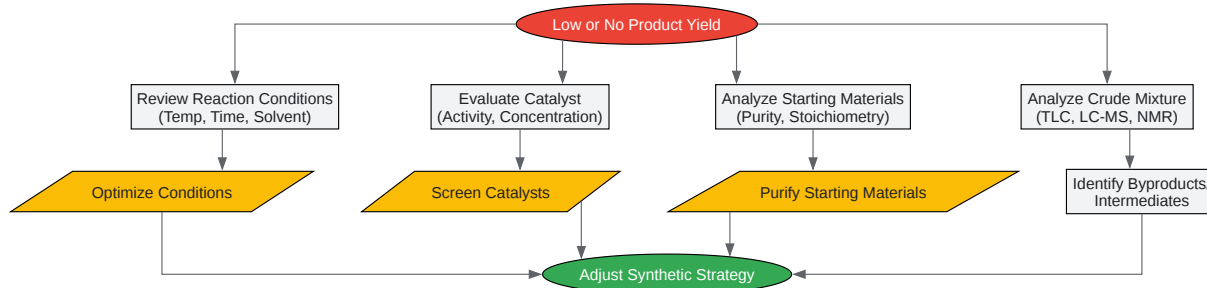 Low or No Product Yield
Review Reaction Conditions
(Temp, Time, Solvent)
Evaluate Catalyst
(Activity, Concentration)
Analyze Starting Materials
(Purity, Stoichiometry)
Analyze Crude Mixture
(TLC, LC-MS, NMR)
Optimize Conditions
Screen Catalysts
Purify Starting Materials
Identify Byproducts/
Intermediates
Adjust Synthetic Strategy